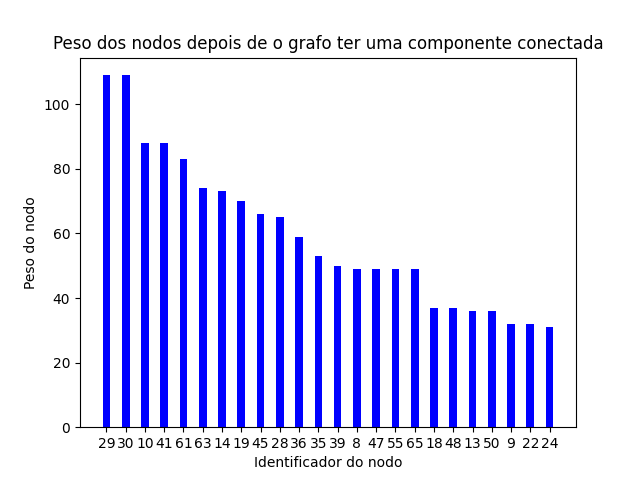 Peso dos nodos depois de o grafo ter uma componente conectada
Peso do nodo
100
80
60
40
20
0
29 30 10 41 61 63 14 19 45 28 36 35 39 8 47 55 65 18 48 13 50 9 22 24
Identificador do nodo